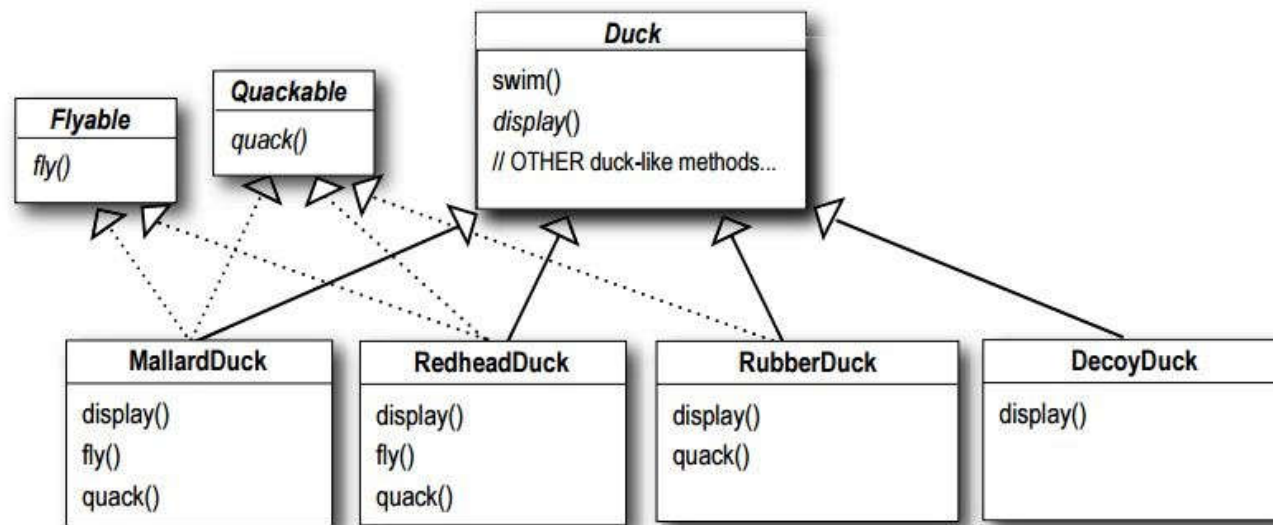 Duck
swim()
display()
// OTHER duck-like methods...
Quackable
quack()
Flyable
fly()
MallardDuck
display()
fly()
quack()
RedheadDuck
display()
fly()
quack()
RubberDuck
display()
quack()
DecoyDuck
display()